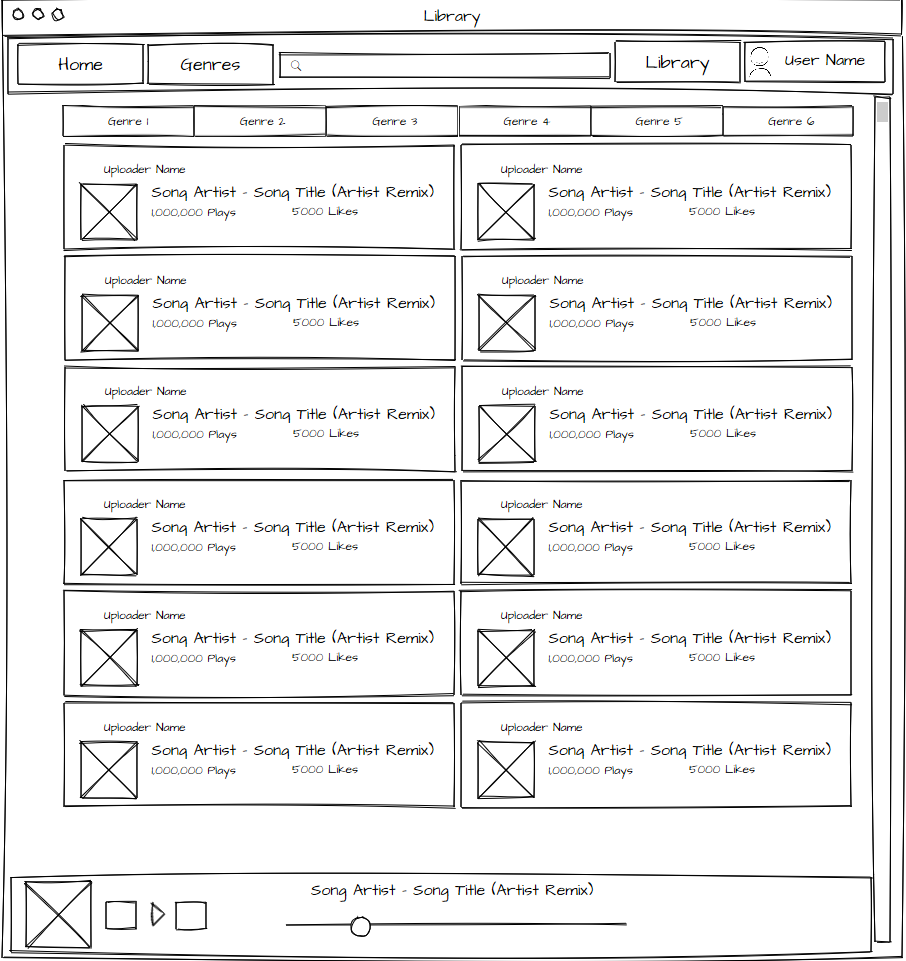 Library
Home Genres Library User Name
Genre 1 Genre 2 Genre 3 Genre 4 Genre 5 Genre 6
Uploader Name Uploader Name
Song Artist - Song Title (Artist Remix) Song Artist - Song Title (Artist Remix)
1,000,000 Plays 5000 Likes 1,000,000 Plays 5000 Likes
Uploader Name Uploader Name
Song Artist - Song Title (Artist Remix) Song Artist - Song Title (Artist Remix)
1,000,000 Plays 5000 Likes 1,000,000 Plays 5000 Likes
Uploader Name Uploader Name
Song Artist - Song Title (Artist Remix) Song Artist - Song Title (Artist Remix)
1,000,000 Plays 5000 Likes 1,000,000 Plays 5000 Likes
Uploader Name Uploader Name
Song Artist - Song Title (Artist Remix) Song Artist - Song Title (Artist Remix)
1,000,000 Plays 5000 Likes 1,000,000 Plays 5000 Likes
Uploader Name Uploader Name
Song Artist - Song Title (Artist Remix) Song Artist - Song Title (Artist Remix)
1,000,000 Plays 5000 Likes 1,000,000 Plays 5000 Likes
Uploader Name Uploader Name
Song Artist - Song Title (Artist Remix) Song Artist - Song Title (Artist Remix)
1,000,000 Plays 5000 Likes 1,000,000 Plays 5000 Likes
Song Artist - Song Title (Artist Remix)